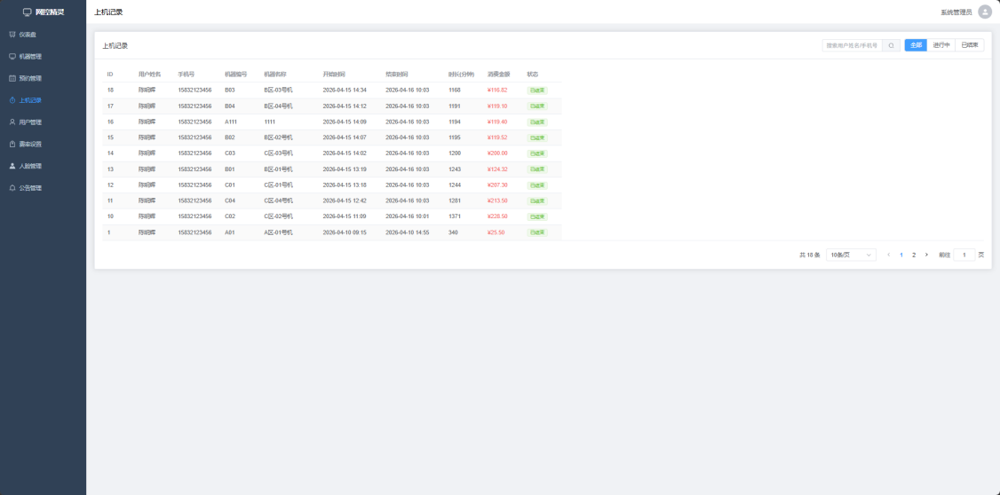 网控精灵
上机记录
系统管理员
仪表盘
机器管理
预约管理
上机记录
用户管理
费率设置
人脸管理
公告管理
上机记录
搜索用户姓名/手机号
全部 进行中 已结束
ID 用户姓名 手机号 机器编号 机器名称 开始时间 结束时间 时长(分钟) 消费金额 状态
18 陈明辉 15832123456 B03 B区-03号机 2026-04-15 14:34 2026-04-16 10:03 1168 ¥116.82 已结束
17 陈明辉 15832123456 B04 B区-04号机 2026-04-15 14:12 2026-04-16 10:03 1191 ¥119.10 已结束
16 陈明辉 15832123456 A111 1111 2026-04-15 14:09 2026-04-16 10:03 1194 ¥119.40 已结束
15 陈明辉 15832123456 B02 B区-02号机 2026-04-15 14:07 2026-04-16 10:03 1195 ¥119.52 已结束
14 陈明辉 15832123456 C03 C区-03号机 2026-04-15 14:02 2026-04-16 10:03 1200 ¥200.00 已结束
13 陈明辉 15832123456 B01 B区-01号机 2026-04-15 13:19 2026-04-16 10:03 1243 ¥124.32 已结束
12 陈明辉 15832123456 C01 C区-01号机 2026-04-15 13:18 2026-04-16 10:03 1244 ¥207.30 已结束
11 陈明辉 15832123456 C04 C区-04号机 2026-04-15 12:42 2026-04-16 10:03 1281 ¥213.50 已结束
10 陈明辉 15832123456 C02 C区-02号机 2026-04-15 11:09 2026-04-16 10:01 1371 ¥228.50 已结束
1 陈明辉 15832123456 A01 A区-01号机 2026-04-10 09:15 2026-04-10 14:55 340 ¥25.50 已结束
共 18 条 10条/页 1 2 前往 1 页